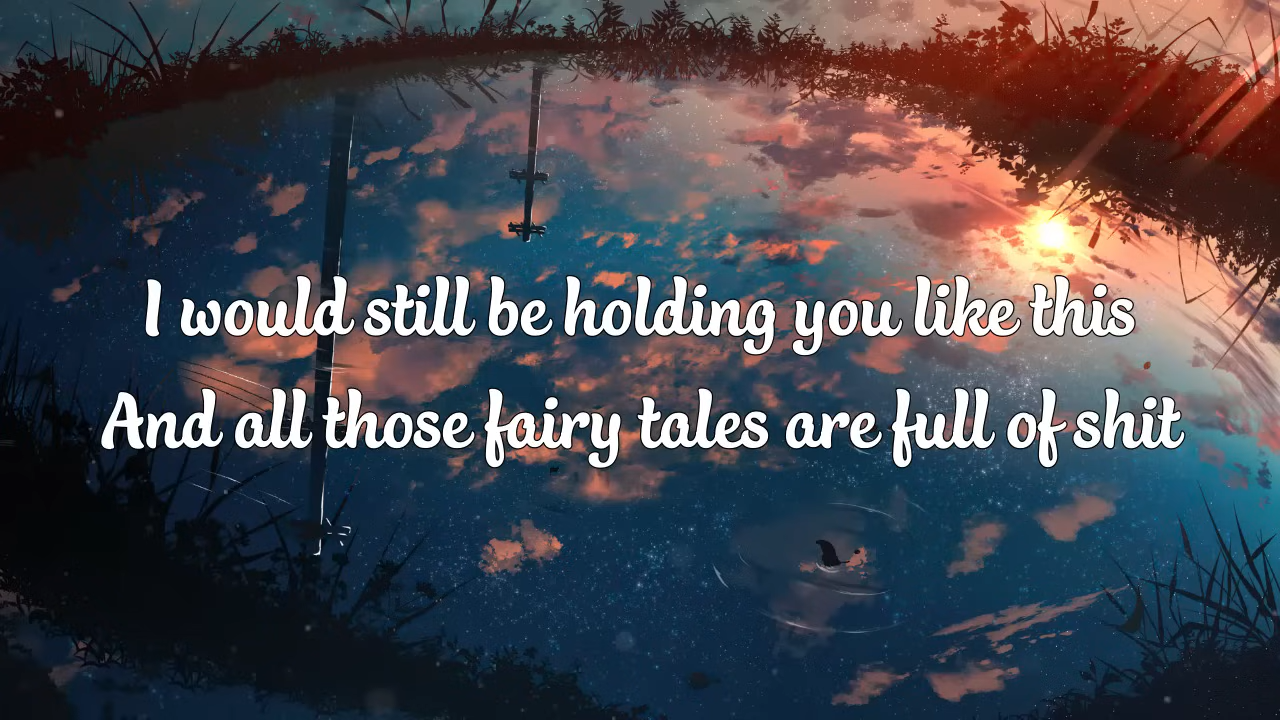 I would still be holding you like this
And all those fairy tales are full of shit